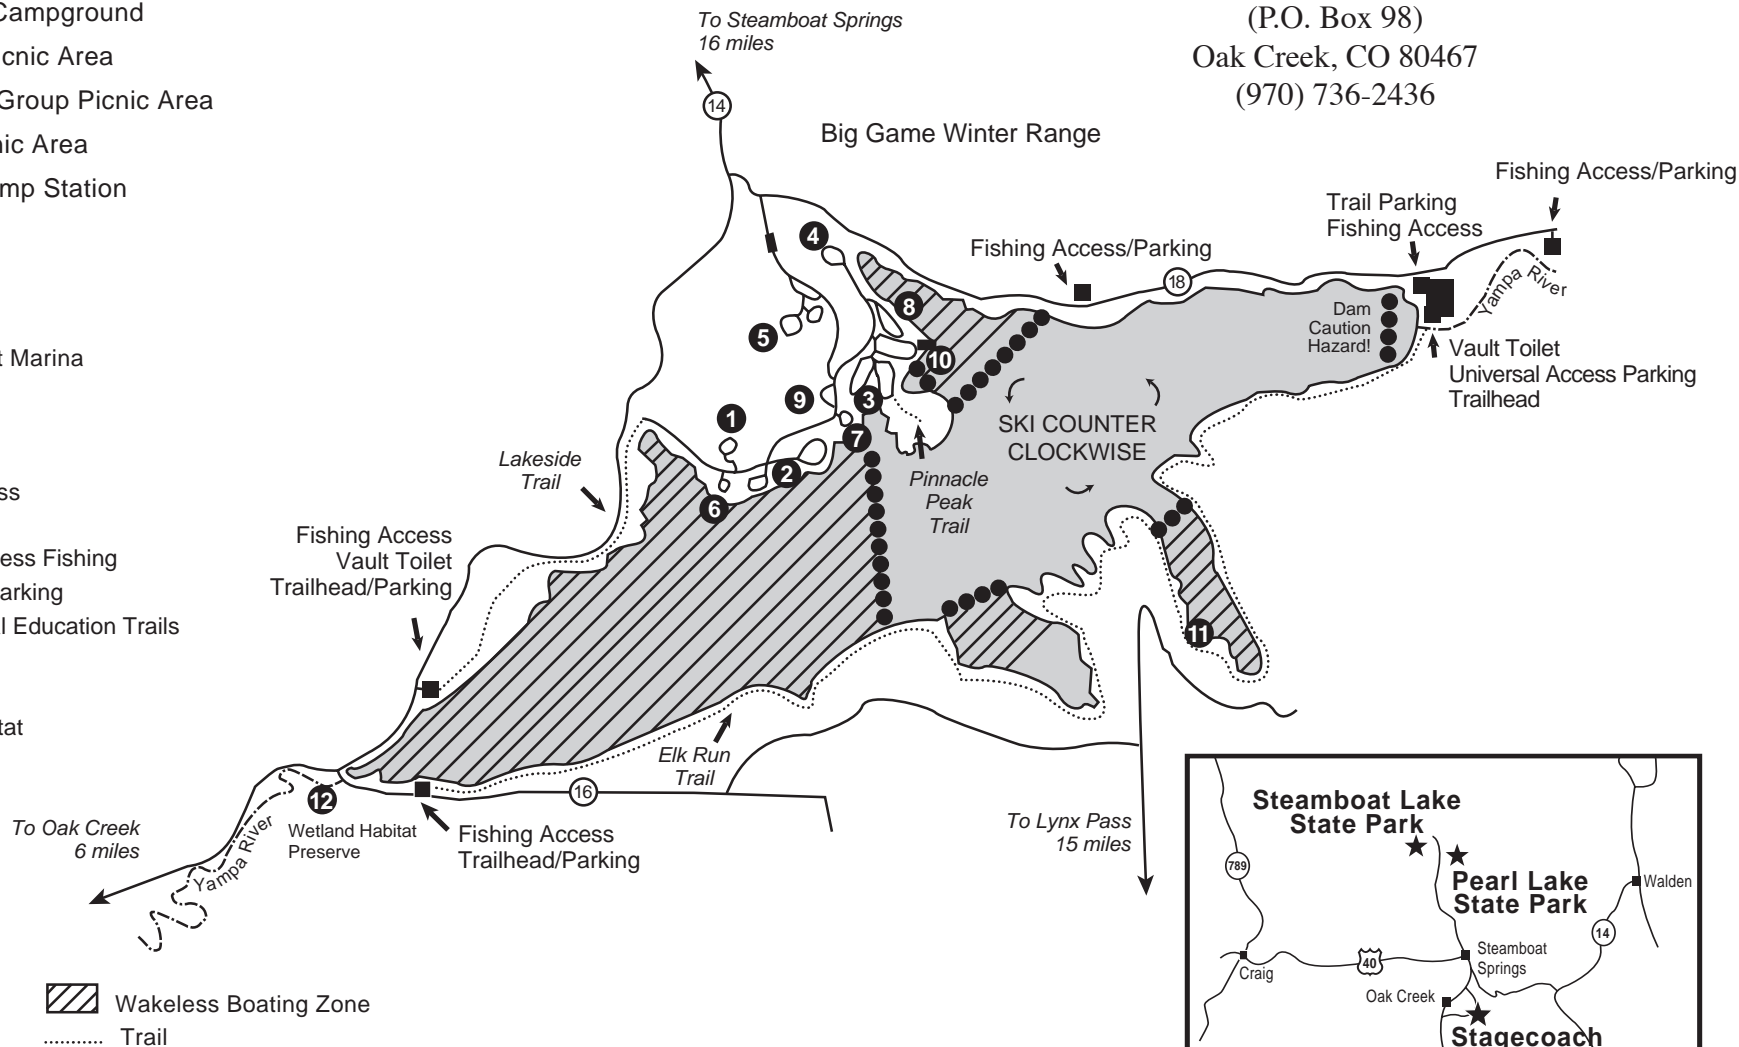 Campground
cnic Area
Group Picnic Area
nic Area
mp Station
t Marina
ss
ess Fishing
arking
l Education Trails
tat
Wakeless Boating Zone
Trail
To Steamboat Springs
16 miles
14
(P.O. Box 98)
Oak Creek, CO 80467
(970) 736-2436
Big Game Winter Range
Fishing Access/Parking
Trail Parking
Fishing Access
Fishing Access/Parking
18
Yampa River
Dam
Caution
Hazard!
Vault Toilet
Universal Access Parking
Trailhead
4
8
5
10
9
3
1
7
2
6
SKI COUNTER
CLOCKWISE
Pinnacle
Peak
Trail
Lakeside
Trail
Fishing Access
Vault Toilet
Trailhead/Parking
11
Elk Run
Trail
16
12
Wetland Habitat
Preserve
Fishing Access
Trailhead/Parking
To Oak Creek
6 miles
Yampa River
To Lynx Pass
15 miles
Steamboat Lake
State Park
789
Pearl Lake
State Park
Walden
14
Steamboat
Springs
40
Craig
Oak Creek
Stagecoach